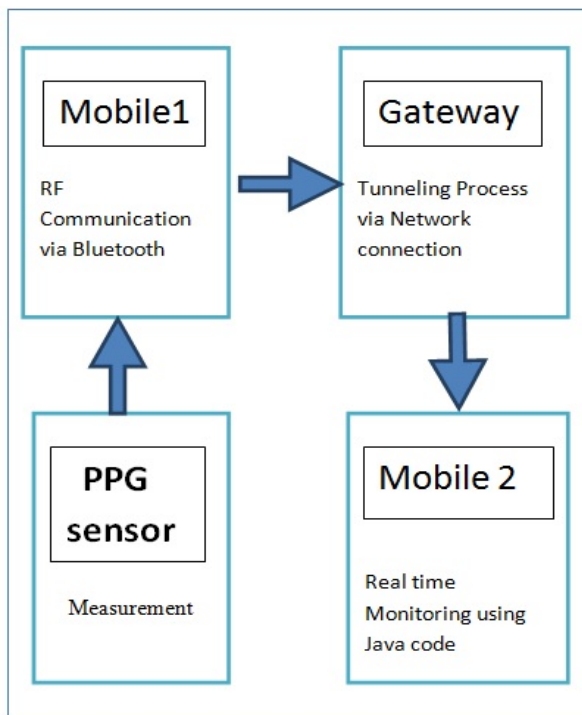 Mobile1
RF
Communication
via Bluetooth
Gateway
Tunneling Process
via Network
connection
PPG
sensor
Measurement
Mobile 2
Real time
Monitoring using
Java code